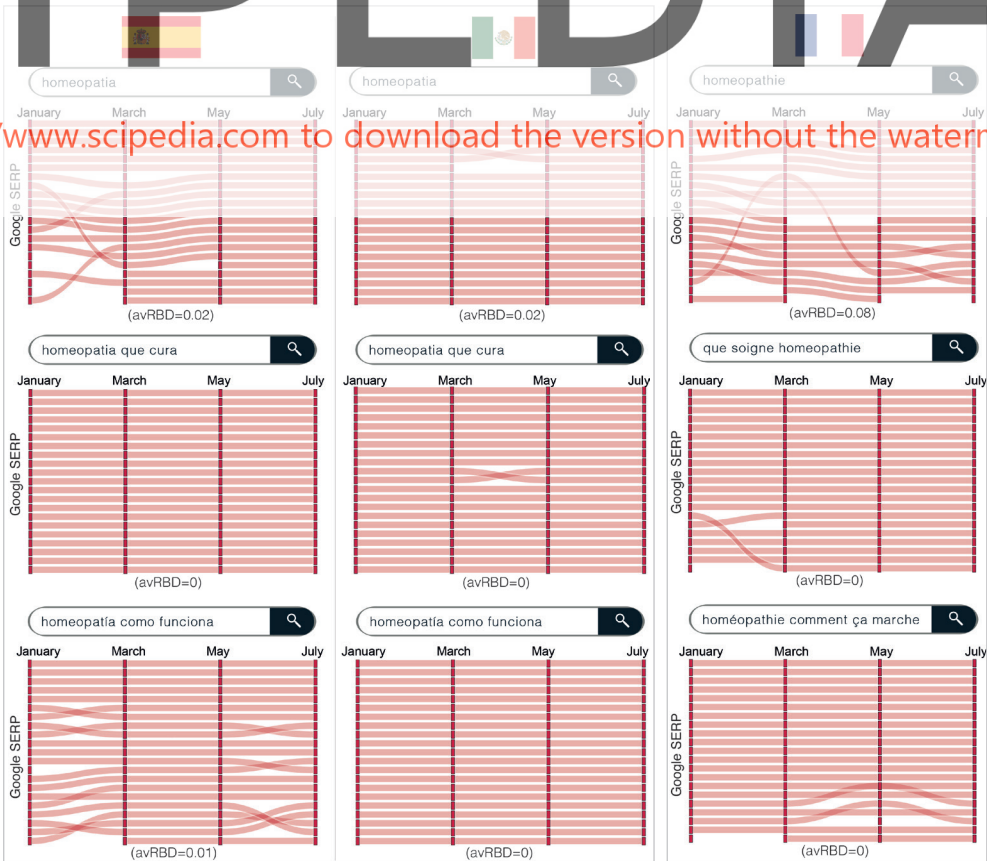 IPEDIA
homeopatia
homeopatia
homeopathie
January March May July
January March May July
January March May July
/www.scipedia.com to download the version without the waterm
Google SERP
Google SERP
(avRBD=0.02)
(avRBD=0.02)
(avRBD=0.08)
homeopatia que cura
homeopatia que cura
que soigne homeopathie
January March May July
January March May July
January March May July
Google SERP
Google SERP
(avRBD=0)
(avRBD=0)
(avRBD=0)
homeopatía como funciona
homeopatía como funciona
homéopathie comment ça marche
January March May July
January March May July
January March May July
Google SERP
Google SERP
(avRBD=0.01)
(avRBD=0)
(avRBD=0)